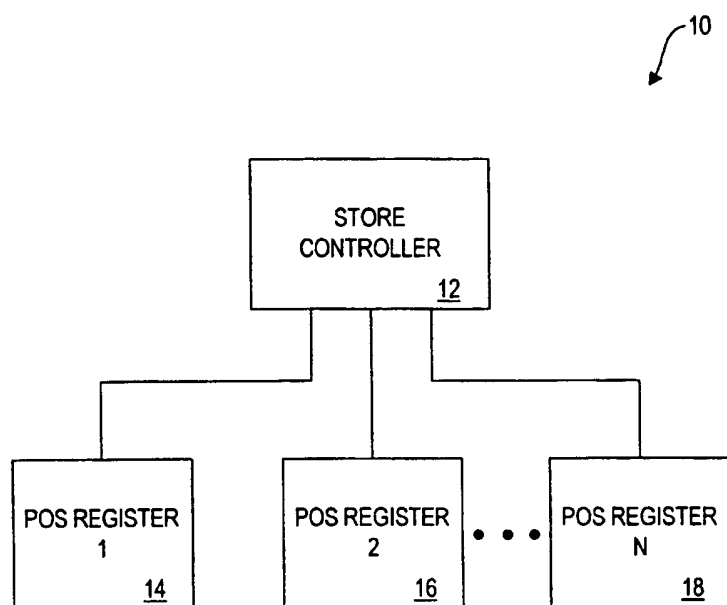 10
STORE
CONTROLLER
12
POS REGISTER
1
14
POS REGISTER
2
16
POS REGISTER
N
18